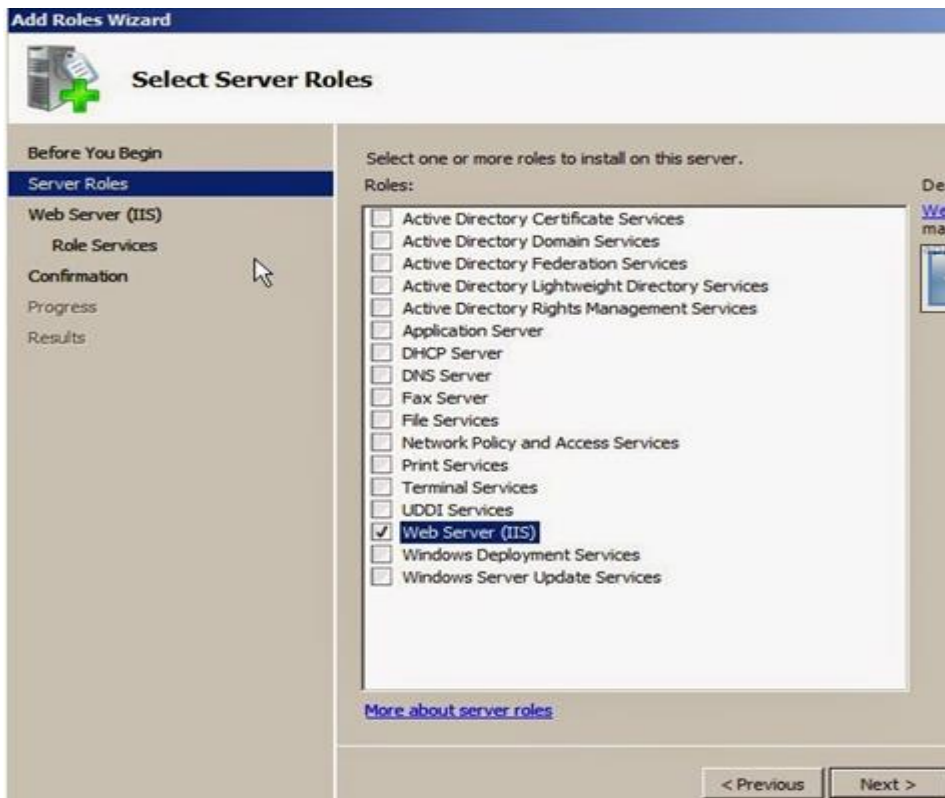 Add Roles Wizard
Select Server Roles
Before You Begin
Server Roles
Web Server (IIS)
Role Services
Confirmation
Progress
Results
Select one or more roles to install on this server.
Roles:
Active Directory Certificate Services
Active Directory Domain Services
Active Directory Federation Services
Active Directory Lightweight Directory Services
Active Directory Rights Management Services
Application Server
DHCP Server
DNS Server
Fax Server
File Services
Network Policy and Access Services
Print Services
Terminal Services
UDDI Services
Web Server (IIS)
Windows Deployment Services
Windows Server Update Services
More about server roles
De
We
ma
< Previous
Next >